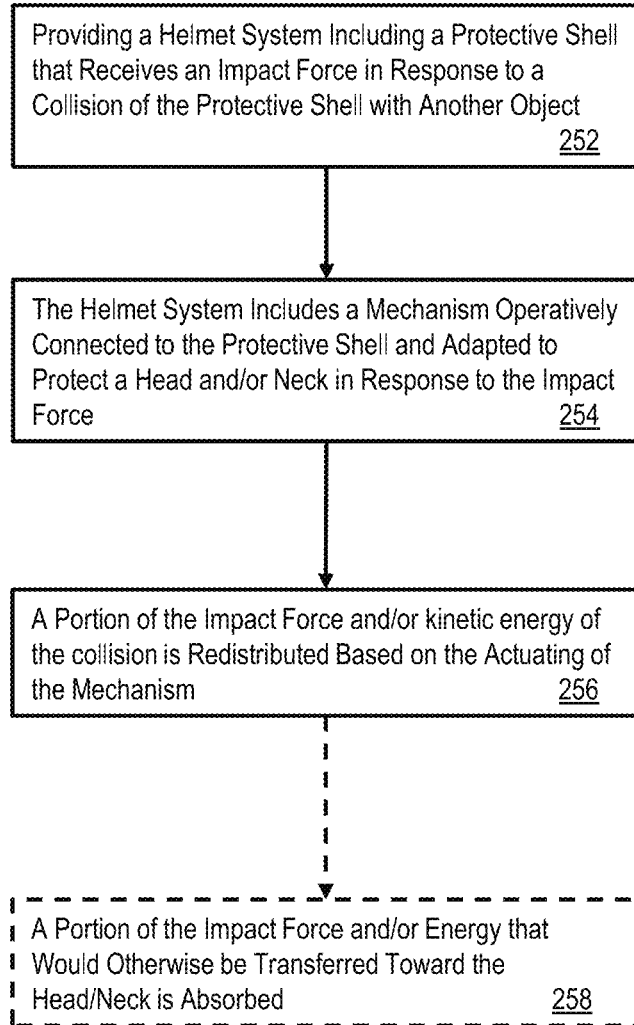 Providing a Helmet System Including a Protective Shell
that Receives an Impact Force in Response to a
Collision of the Protective Shell with Another Object
252
The Helmet System Includes a Mechanism Operatively
Connected to the Protective Shell and Adapted to
Protect a Head and/or Neck in Response to the Impact
Force 254
A Portion of the Impact Force and/or kinetic energy of
the collision is Redistributed Based on the Actuating of
the Mechanism 256
A Portion of the Impact Force and/or Energy that
Would Otherwise be Transferred Toward the
Head/Neck is Absorbed 258